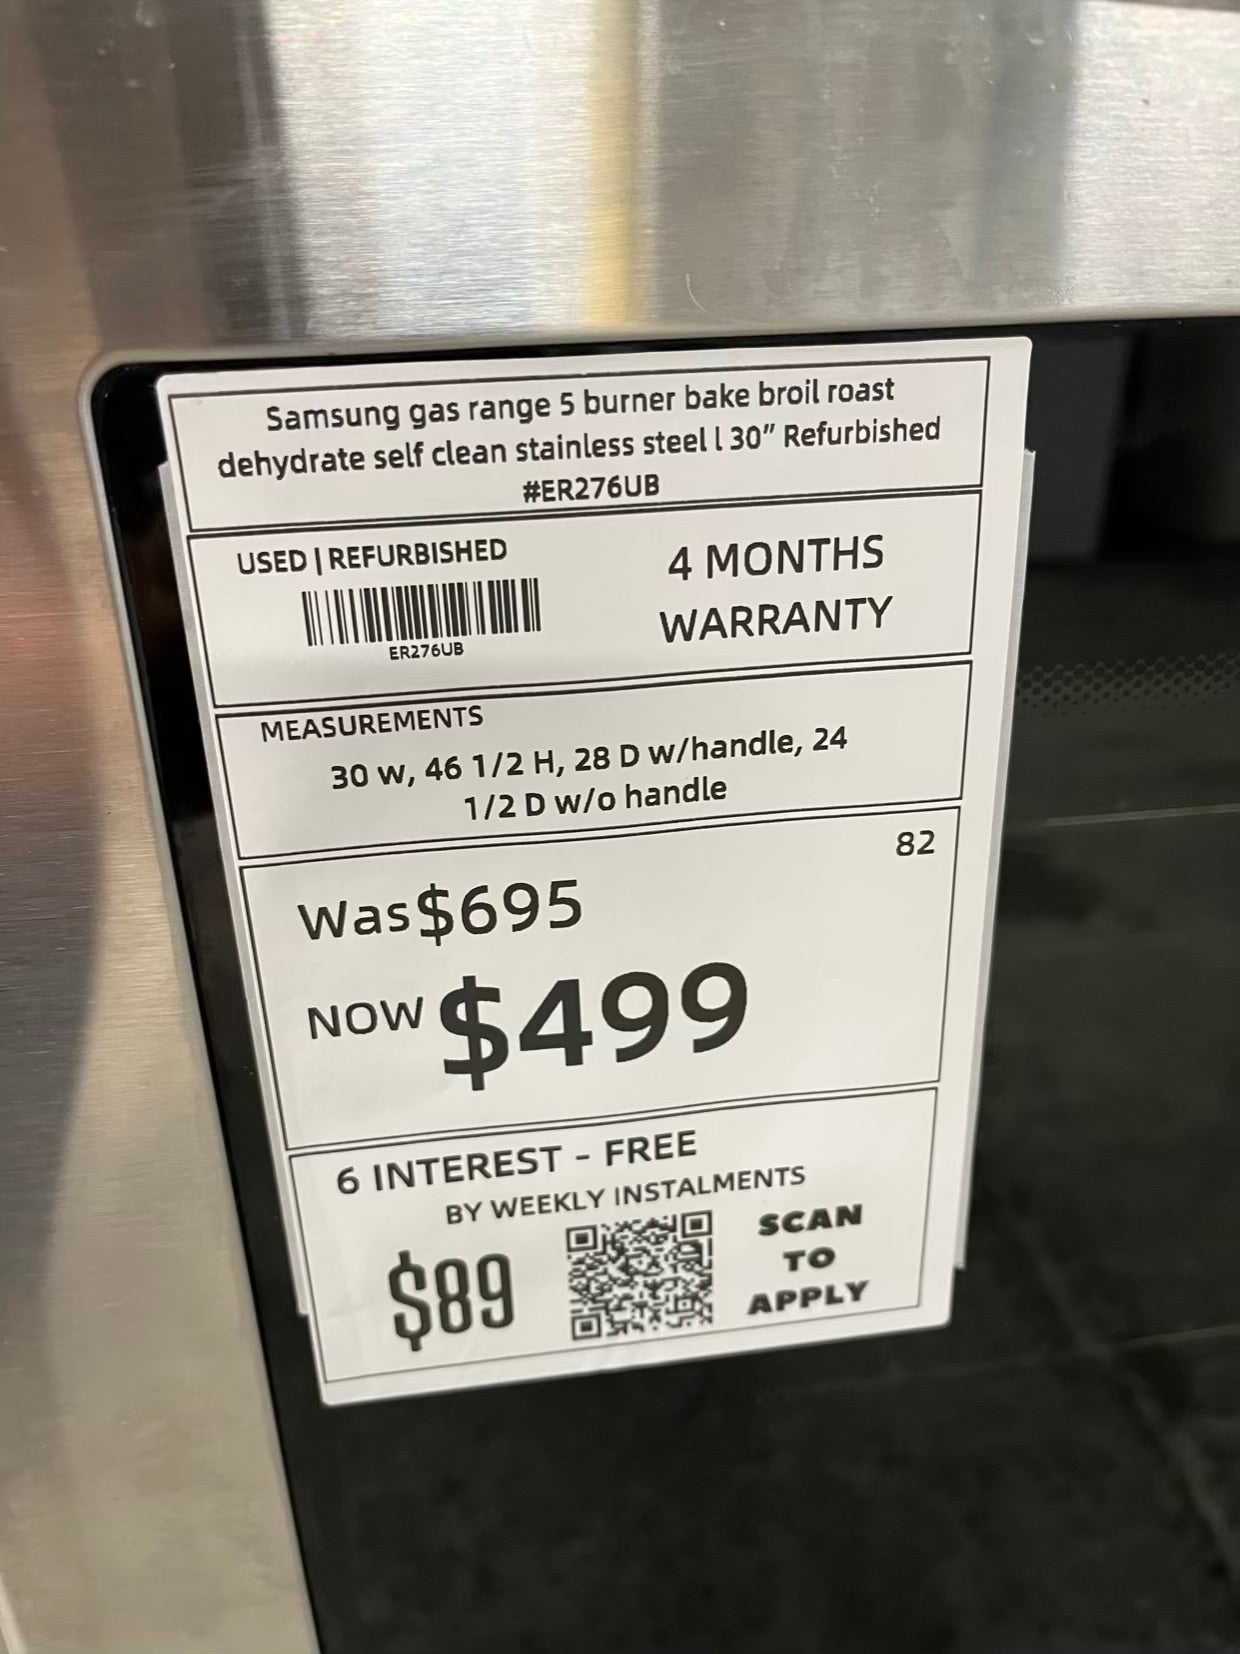 Samsung gas range 5 burner bake broil roast
dehydrate self clean stainless steel l 30” Refurbished
#ER276UB
USED | REFURBISHED
ER276UB
4 MONTHS
WARRANTY
MEASUREMENTS
30 w, 46 1/2 H, 28 D w/handle, 24
1/2 D w/o handle
82
Was $695
NOW $499
6 INTEREST - FREE
BY WEEKLY INSTALMENTS
$89
SCAN
TO
APPLY